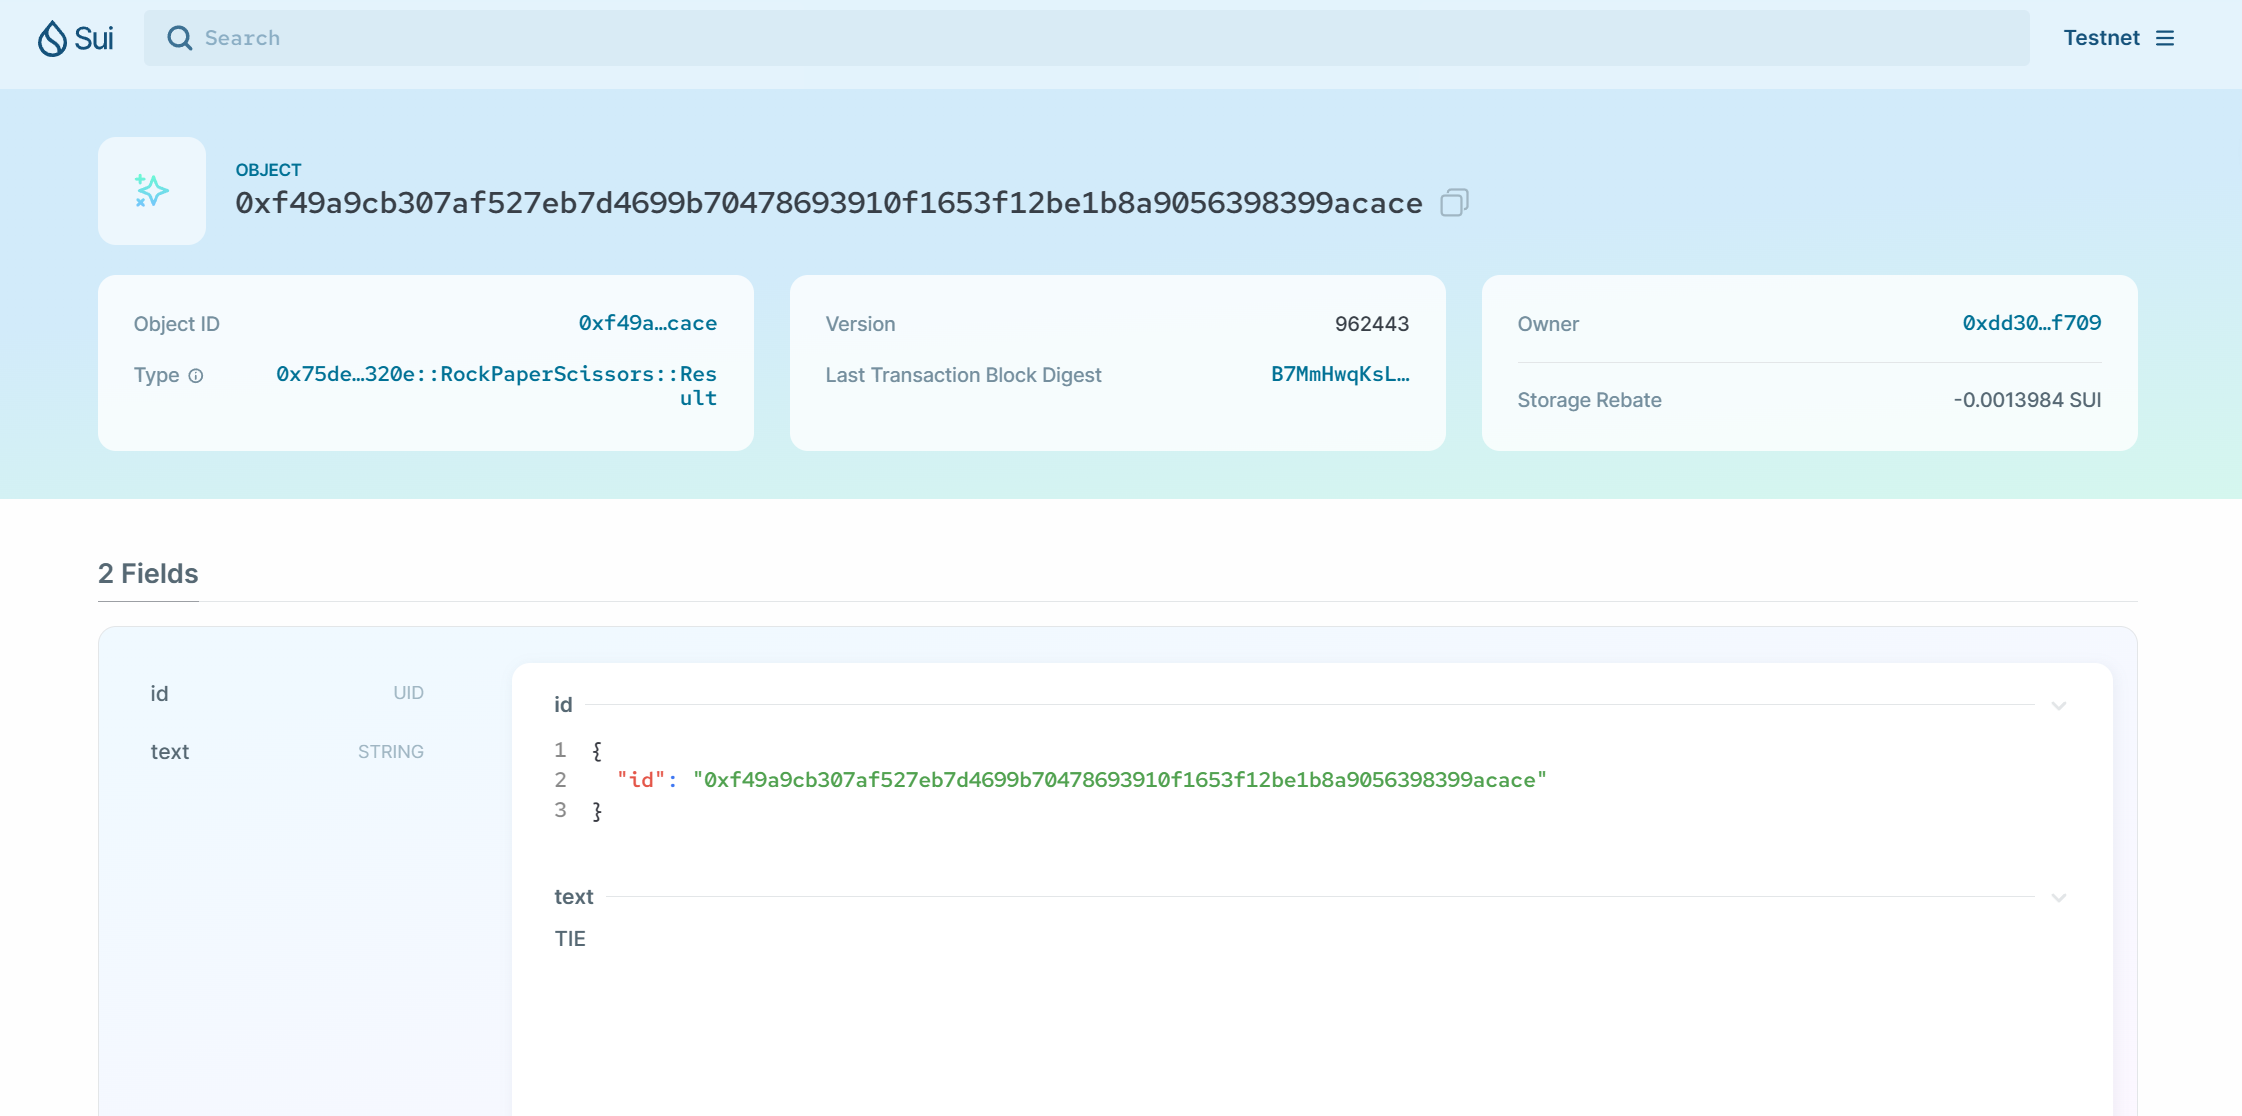 Sui
Search
Testnet
OBJECT
0xf49a9cb307af527eb7d4699b70478693910f1653f12be1b8a9056398399acace
Object ID
0xf49a…cace
Type
0x75de…320e::RockPaperScissors::Res
ult
Version
962443
Last Transaction Block Digest
B7MmHwqKsL…
Owner
0xdd30…f709
Storage Rebate
-0.0013984 SUI
2 Fields
id
UID
text
STRING
id
1 {
2 "id": "0xf49a9cb307af527eb7d4699b70478693910f1653f12be1b8a9056398399acace"
3 }
text
TIE